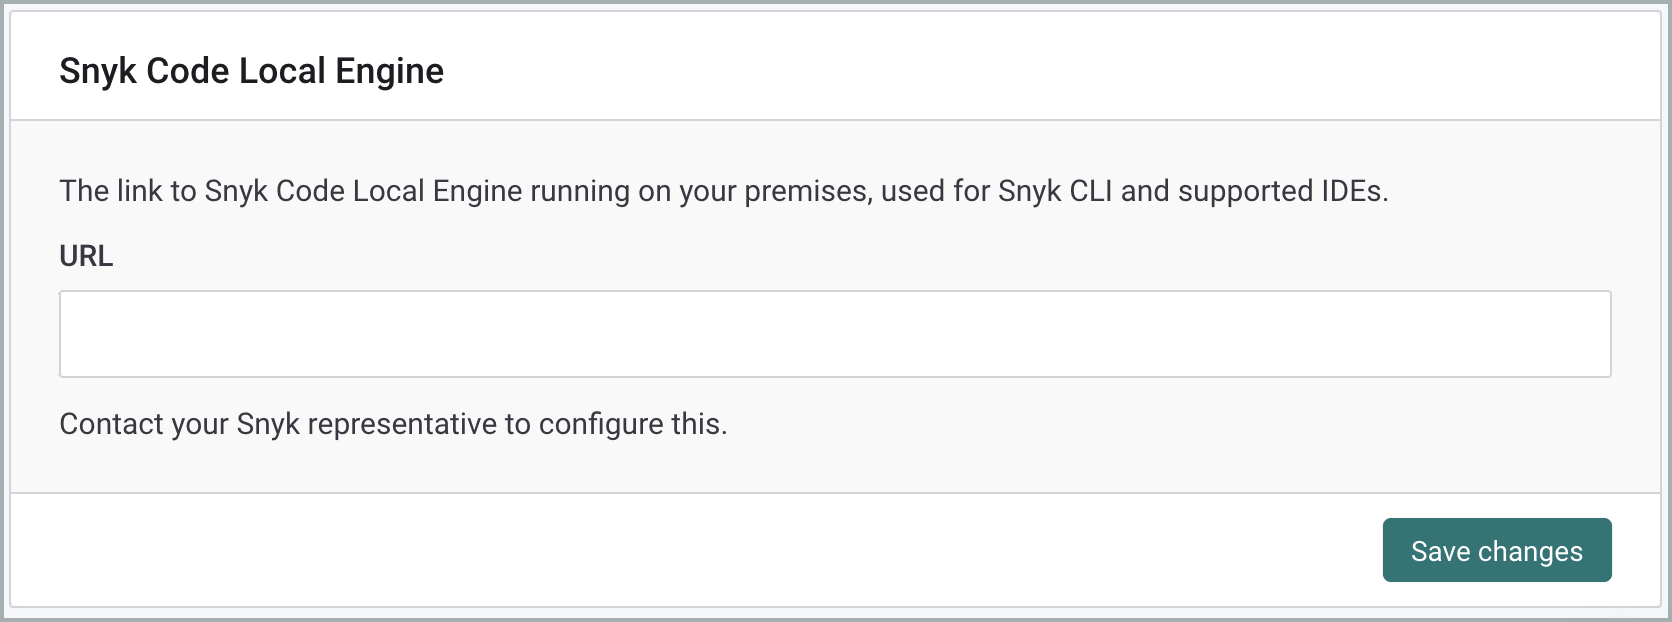 Snyk Code Local Engine
The link to Snyk Code Local Engine running on your premises, used for Snyk CLI and supported IDEs.
URL
Contact your Snyk representative to configure this.
Save changes